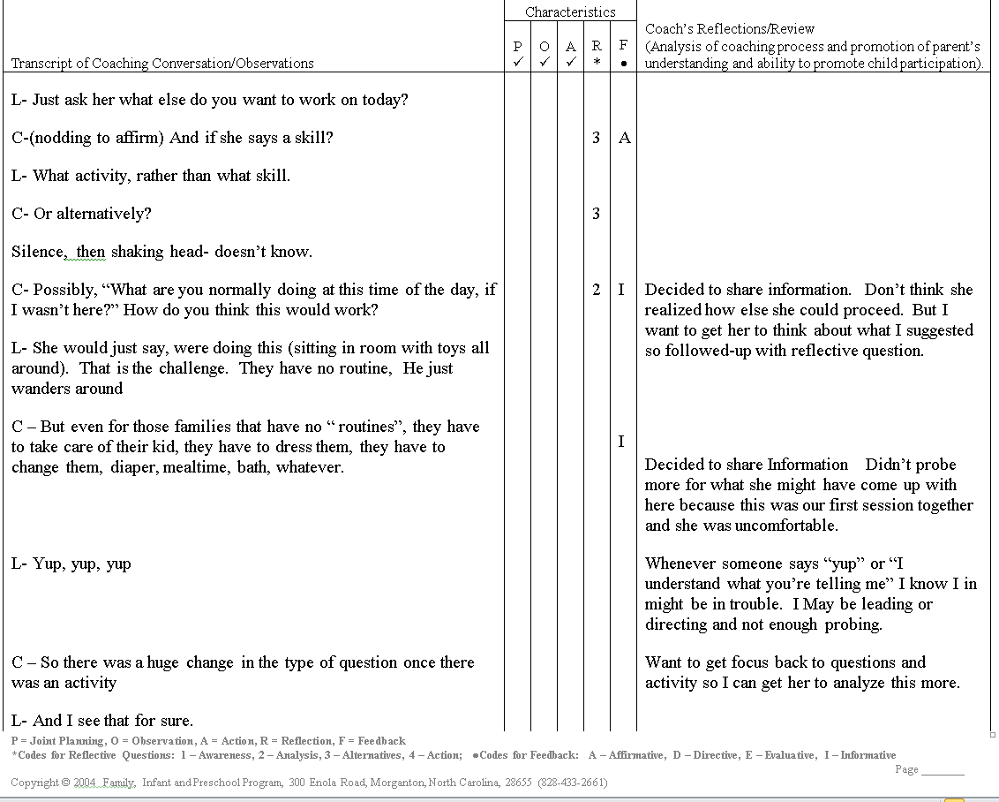 Characteristics
Coach's Reflections/Review
P O A R F
(Analysis of coaching process and promotion of parent's
Transcript of Coaching Conversation/Observations
✓ ✓ ✓ * ●
understanding and ability to promote child participation).
L- Just ask her what else do you want to work on today?
C-(nodding to affirm) And if she says a skill?
3 A
L- What activity, rather than what skill.
C- Or alternatively?
3
Silence, then shaking head- doesn't know.
C- Possibly, “What are you normally doing at this time of the day, if
I wasn't here?” How do you think this would work?
2 I
Decided to share information. Don't think she
realized how else she could proceed. But I
want to get her to think about what I suggested
so followed-up with reflective question.
L- She would just say, were doing this (sitting in room with toys all
around). That is the challenge. They have no routine, He just
wanders around
C – But even for those families that have no “ routines”, they have
to take care of their kid, they have to dress them, they have to
change them, diaper, mealtime, bath, whatever.
I
Decided to share Information Didn't probe
more for what she might have come up with
here because this was our first session together
and she was uncomfortable.
L- Yup, yup, yup
Whenever someone says “yup” or “I
understand what you're telling me” I know I in
might be in trouble. I May be leading or
directing and not enough probing.
C – So there was a huge change in the type of question once there
was an activity
Want to get focus back to questions and
activity so I can get her to analyze this more.
L- And I see that for sure.
P = Joint Planning, O = Observation, A = Action, R = Reflection, F = Feedback
*Codes for Reflective Questions: 1 – Awareness, 2 – Analysis, 3 – Alternatives, 4 – Action; ●Codes for Feedback: A – Affirmative, D – Directive, E – Evaluative, I – Informative
Page _______
Copyright © 2004 Family, Infant and Preschool Program, 300 Enola Road, Morganton, North Carolina, 28655 (828-433-2661)